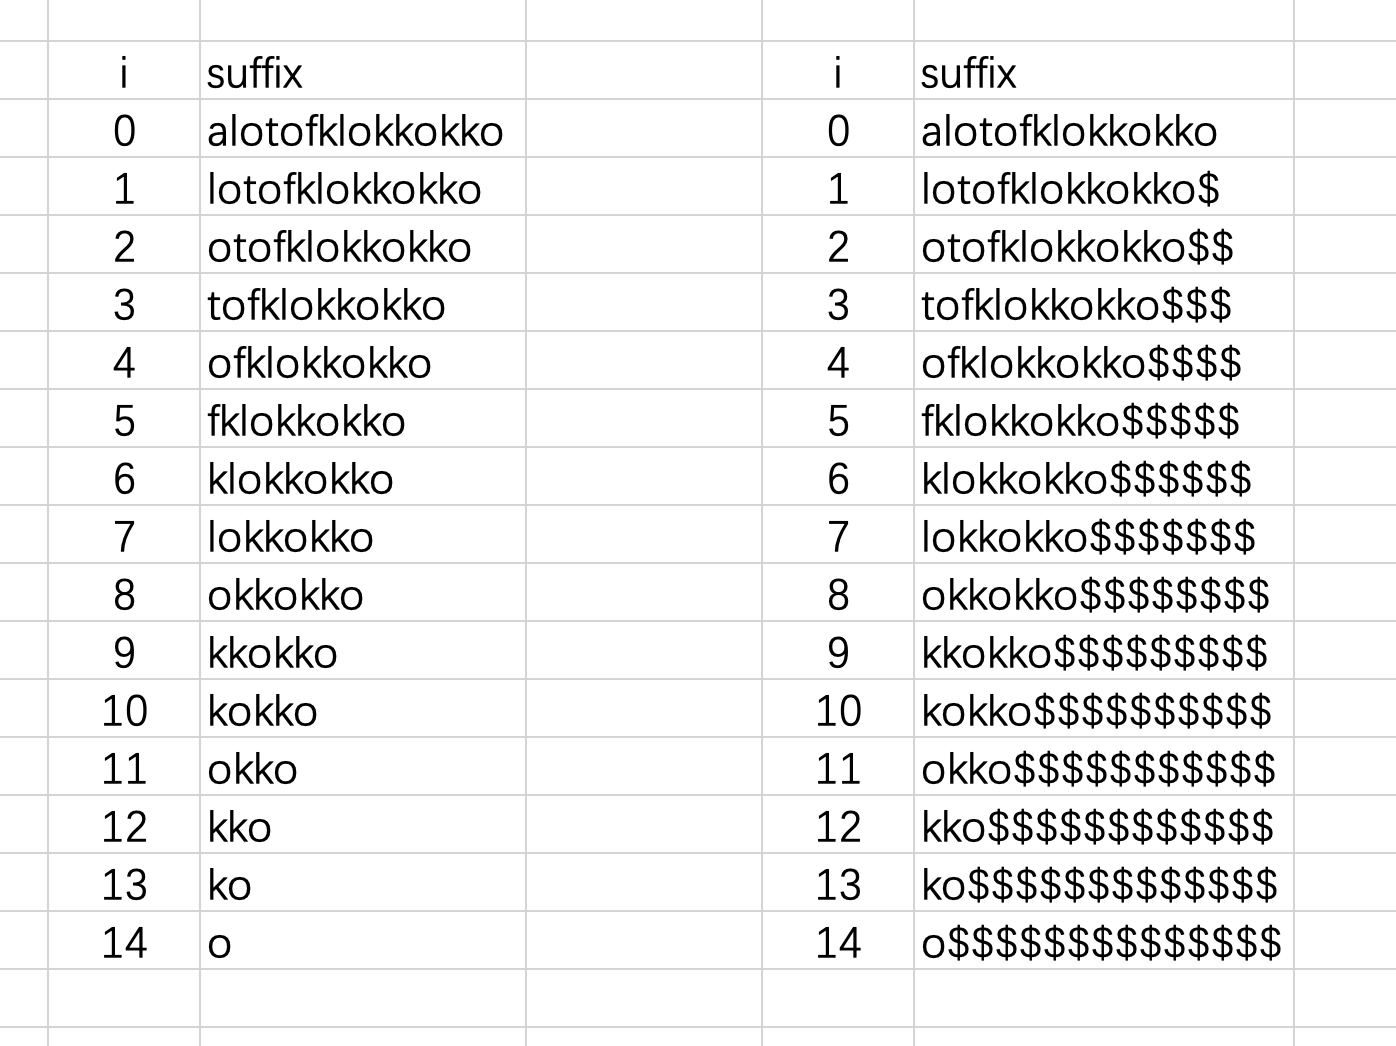 i suffix i suffix
0 alotofklokkokko 0 alotofklokkokko
1 lotofklokkokko 1 lotofklokkokko$
2 otofklokkokko 2 otofklokkokko$$
3 tofklokkokko 3 tofklokkokko$$$
4 ofklokkokko 4 ofklokkokko$$$$
5 fklokkokko 5 fklokkokko$$$$$
6 klokkokko 6 klokkokko$$$$$$
7 lokkokko 7 lokkokko$$$$$$$
8 okkokko 8 okkokko$$$$$$$$
9 kkokko 9 kkokko$$$$$$$$$
10 kokko 10 kokko$$$$$$$$$$
11 okko 11 okko$$$$$$$$$$$
12 kko 12 kko$$$$$$$$$$$$
13 ko 13 ko$$$$$$$$$$$$$
14 o 14 o$$$$$$$$$$$$$$